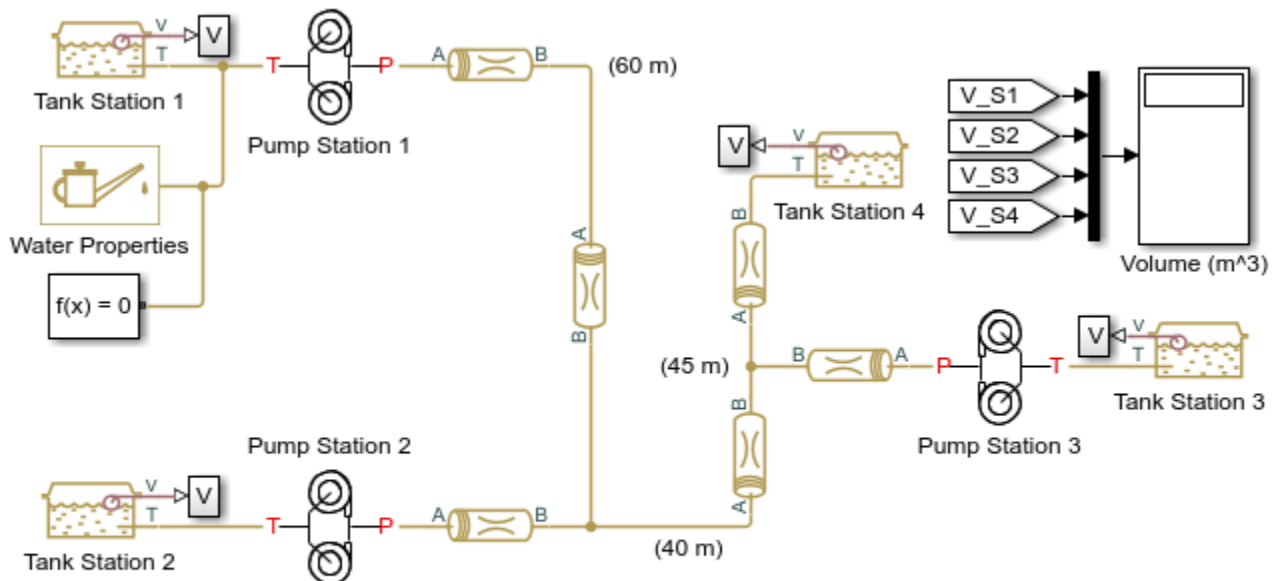 V
V
T
T
P
A
B
(60 m)
Tank Station 1
Pump Station 1
V_S1
V_S2
V_S3
V_S4
Volume (m^3)
V
V
T
Tank Station 4
Water Properties
f(x) = 0
A
B
B
A
(45 m)
B
A
P
T
V
V
T
Tank Station 3
Pump Station 3
B
A
Pump Station 2
V
V
T
T
P
A
B
Tank Station 2
(40 m)